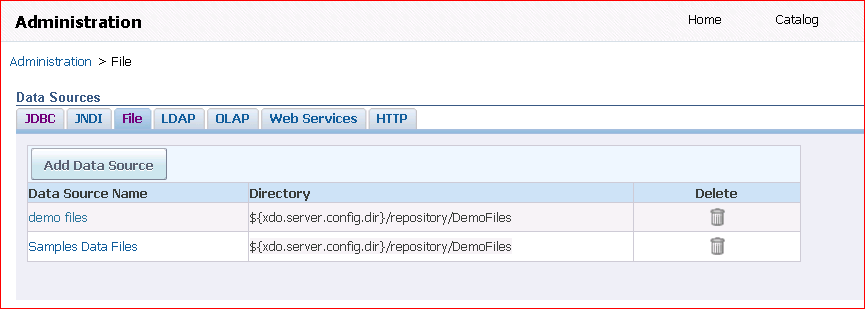 Administration Home Catalog
Administration > File
Data Sources
JDBC JNDI File LDAP OLAP Web Services HTTP
Add Data Source
Data Source Name Directory Delete
demo files ${xdo.server.config.dir}/repository/DemoFiles
Samples Data Files ${xdo.server.config.dir}/repository/DemoFiles